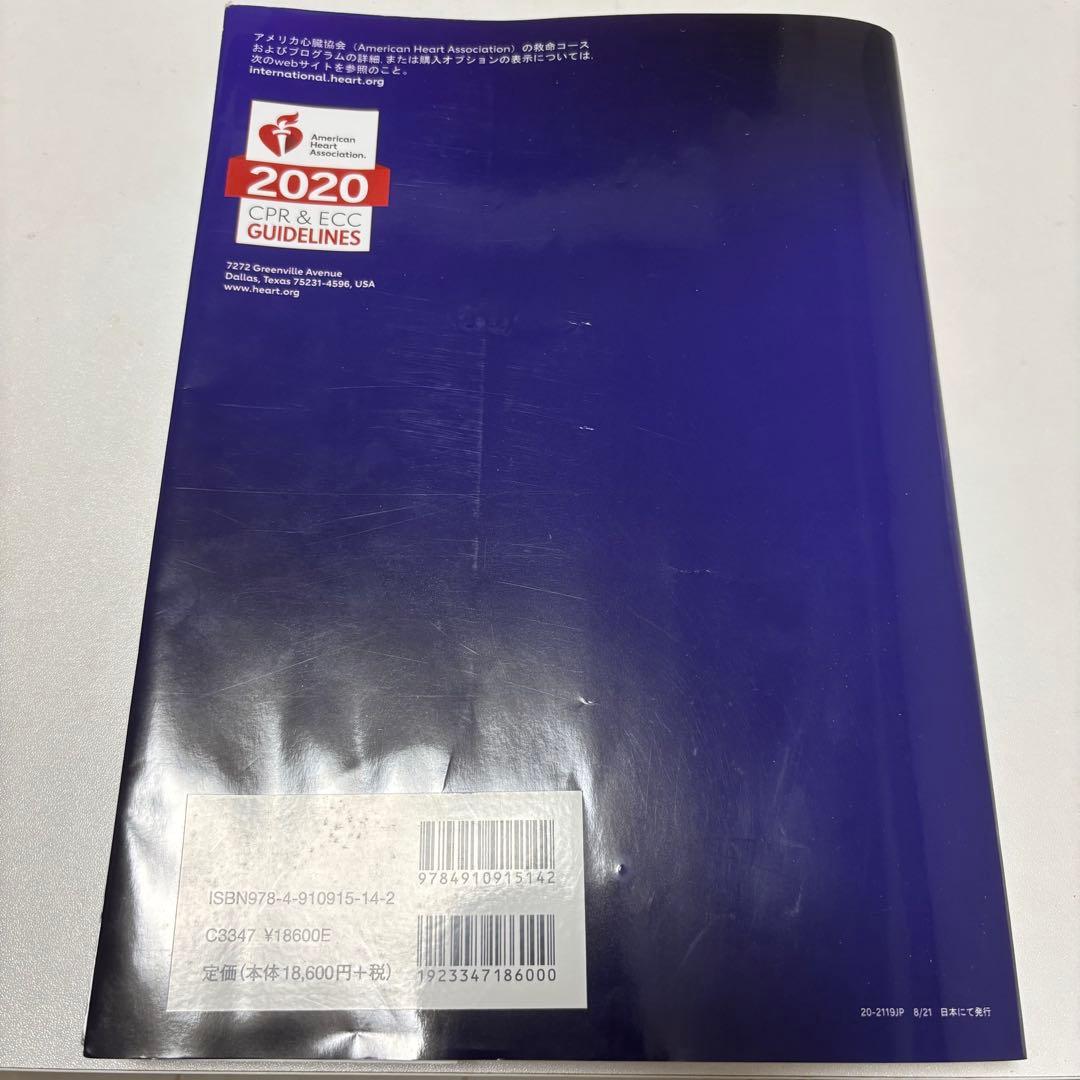 アメリカ心臓協会（American Heart Association）の救命コース
およびプログラムの詳細, または購入オプションの表示については,
次のwebサイトを参照のこと。
international.heart.org
American
Heart
Association.
2020
CPR & ECC
GUIDELINES
7272 Greenville Avenue
Dallas, Texas 75231-4596, USA
www.heart.org
9784910915142
ISBN978-4-910915-14-2
C3347 ¥18600E
定価(本体18,600円+税)
1923347186000
20-2119JP 8/21 日本にて発行